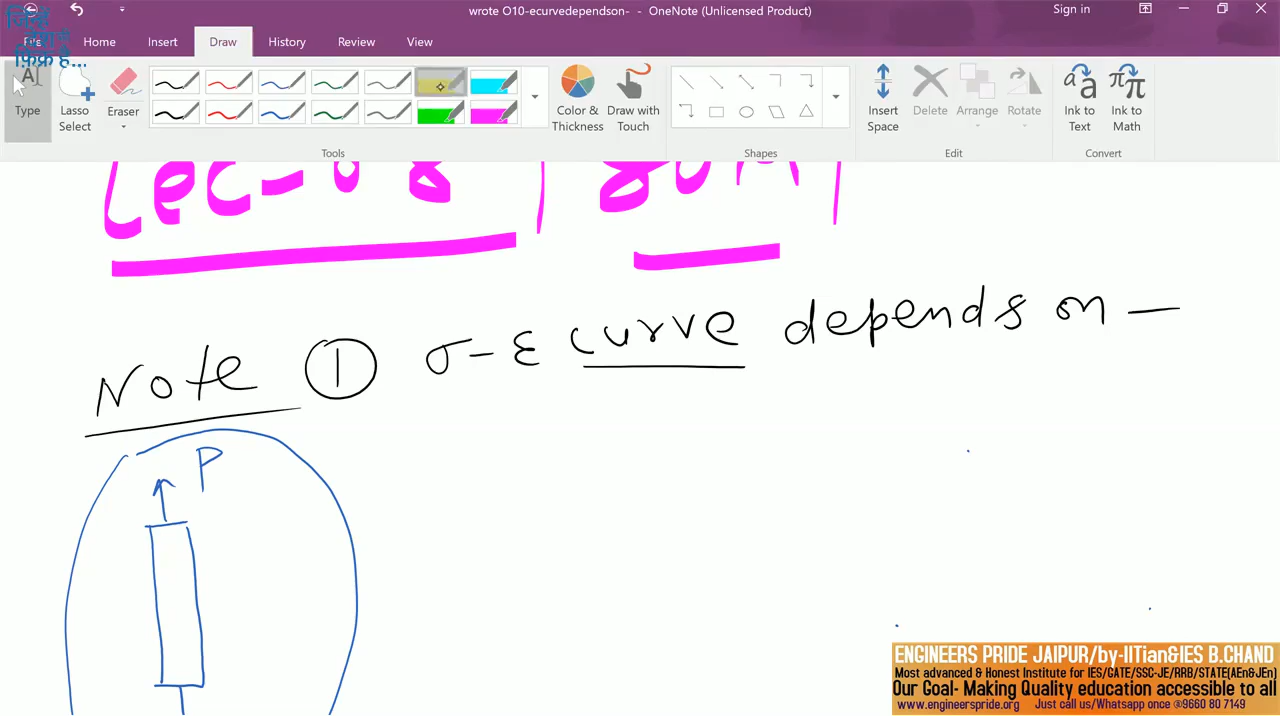 wrote O10-ecurvedependson- - OneNote (Unlicensed Product)
Sign in
जिन्हें
देश की
फ़िक्र है...
File Home Insert Draw History Review View
Type
Lasso Select
Eraser
Color & Thickness
Draw with Touch
Insert Space
Delete
Arrange
Rotate
Ink to Text
Ink to Math
Tools
Shapes
Edit
Convert
Lec-08 | SOM |
Note ① σ-ε curve depends on —
P
ENGINEERS PRIDE JAIPUR/by-IITian&IES B.CHAND
Most advanced & Honest Institute for IES/GATE/SSC-JE/RRB/STATE(AEn&JEn)
Our Goal- Making Quality education accessible to all
www.engineerspride.org Just call us/Whatsapp once @9660 80 7149